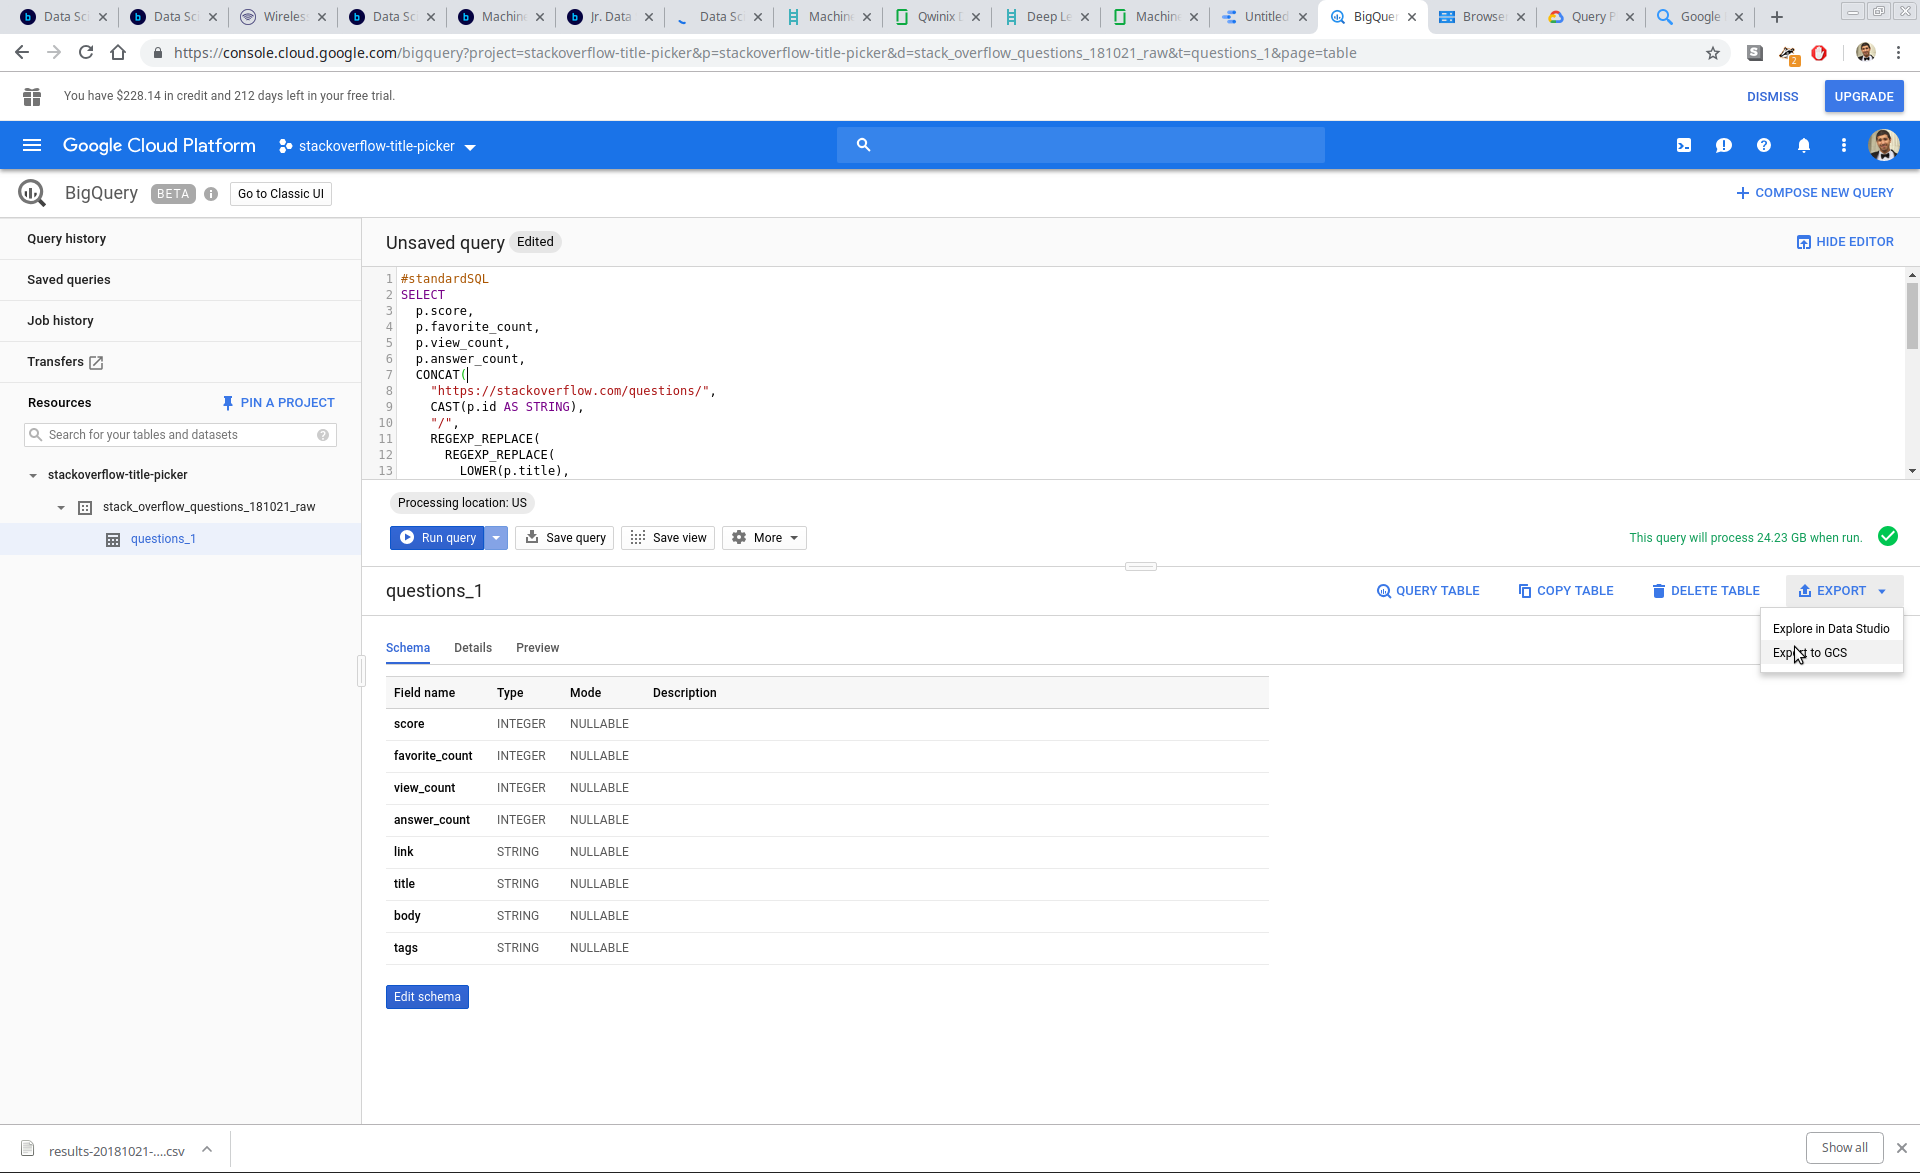 Data Sci
Data Sci
Wireles
Data Sc
Machine
Jr. Data
Data Sc
Machine
Qwinix
Deep Le
Machine
Untitled
BigQuer
Browse
Query P
Google
https://console.cloud.google.com/bigquery?project=stackoverflow-title-picker&p=stackoverflow-title-picker&d=stack_overflow_questions_181021_raw&t=questions_1&page=table
2
You have $228.14 in credit and 212 days left in your free trial.
DISMISS
UPGRADE
Google Cloud Platform
stackoverflow-title-picker
BigQuery
BETA
Go to Classic UI
COMPOSE NEW QUERY
Query history
Saved queries
Job history
Transfers
Resources
PIN A PROJECT
Search for your tables and datasets
stackoverflow-title-picker
stack_overflow_questions_181021_raw
questions_1
Unsaved query
Edited
HIDE EDITOR
1 #standardSQL
2 SELECT
3 p.score,
4 p.favorite_count,
5 p.view_count,
6 p.answer_count,
7 CONCAT(
8 "https://stackoverflow.com/questions/",
9 CAST(p.id AS STRING),
10 "/",
11 REGEXP_REPLACE(
12 REGEXP_REPLACE(
13 LOWER(p.title),
Processing location: US
Run query
Save query
Save view
More
This query will process 24.23 GB when run.
questions_1
QUERY TABLE
COPY TABLE
DELETE TABLE
EXPORT
Explore in Data Studio
Export to GCS
Schema Details Preview
Field name Type Mode Description
score INTEGER NULLABLE
favorite_count INTEGER NULLABLE
view_count INTEGER NULLABLE
answer_count INTEGER NULLABLE
link STRING NULLABLE
title STRING NULLABLE
body STRING NULLABLE
tags STRING NULLABLE
Edit schema
results-20181021-....csv
Show all